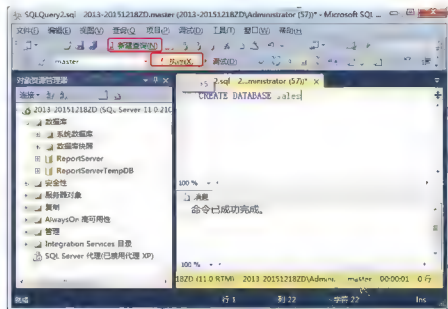 SQLQuery2.sql 2013-20151218ZD.master (2013-20151218ZD\Administrator (57))* - Microsoft SQL ...
文件(F) 编辑(E) 视图(V) 查询(Q) 项目(P) 调试(D) 工具(T) 窗口(W) 帮助(H)
新建查询(N)
master
调试(D)
对象资源管理器
2.sql 2...ministrator (57))*
连接
CREATE DATABASE sales
2013-20151218ZD (SQL Server 11.0.210
数据库
系统数据库
数据库快照
ReportServer
ReportServerTempDB
安全性
服务器对象
复制
AlwaysOn 高可用性
管理
Integration Services 目录
SQL Server 代理(已禁用代理 XP)
100 %
消息
命令已成功完成。
100 %
18ZD (11.0 RTM) 2013-20151218ZD\Admini... master 00:00:01 0 行
就绪
行 1 列 22 字符 22 Ins